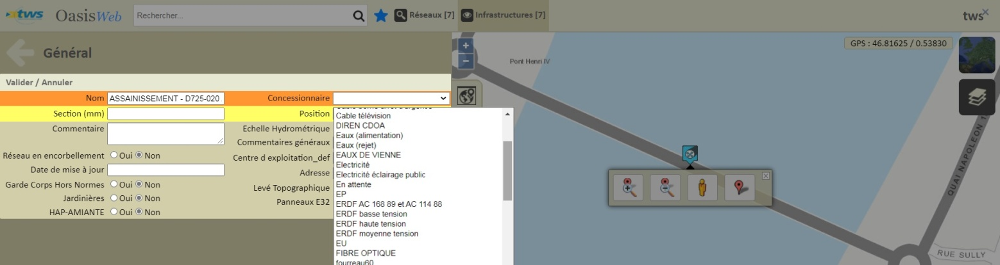 xtws OasisWeb Rechercher... Réseaux [7] Infrastructures [7] tws
Général
GPS : 46.81625 / 0.53830
Pont Henri IV
Valider / Annuler
Nom ASSAINISSEMENT - D725-020 Concessionnaire
Section (mm) Position
Commentaire Echelle Hydrométrique
Commentaires généraux
Réseau en encorbellement Oui Non Centre d exploitation_def
Date de mise à jour Adresse
Garde Corps Hors Normes Oui Non Levé Topographique
Jardinières Oui Non Panneaux E32
HAP-AMIANTE Oui Non
Cable télévision
DIREN CDOA
Eaux (alimentation)
Eaux (rejet)
EAUX DE VIENNE
Electricité
Electricité éclairage public
En attente
EP
ERDF AC 168 89 et AC 114 88
ERDF basse tension
ERDF haute tension
ERDF moyenne tension
EU
FIBRE OPTIQUE
fourreau60
QUAI NAPOLEON 1
RUE SULLY